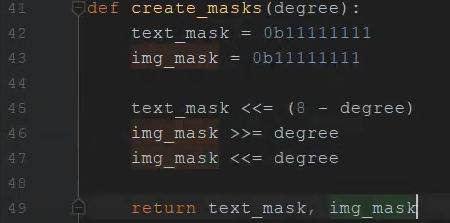 41 def create_masks(degree):
42     text_mask = 0b11111111
43     img_mask = 0b11111111
44
45     text_mask <<= (8 - degree)
46     img_mask >>= degree
47     img_mask <<= degree
48
49     return text_mask, img_mask